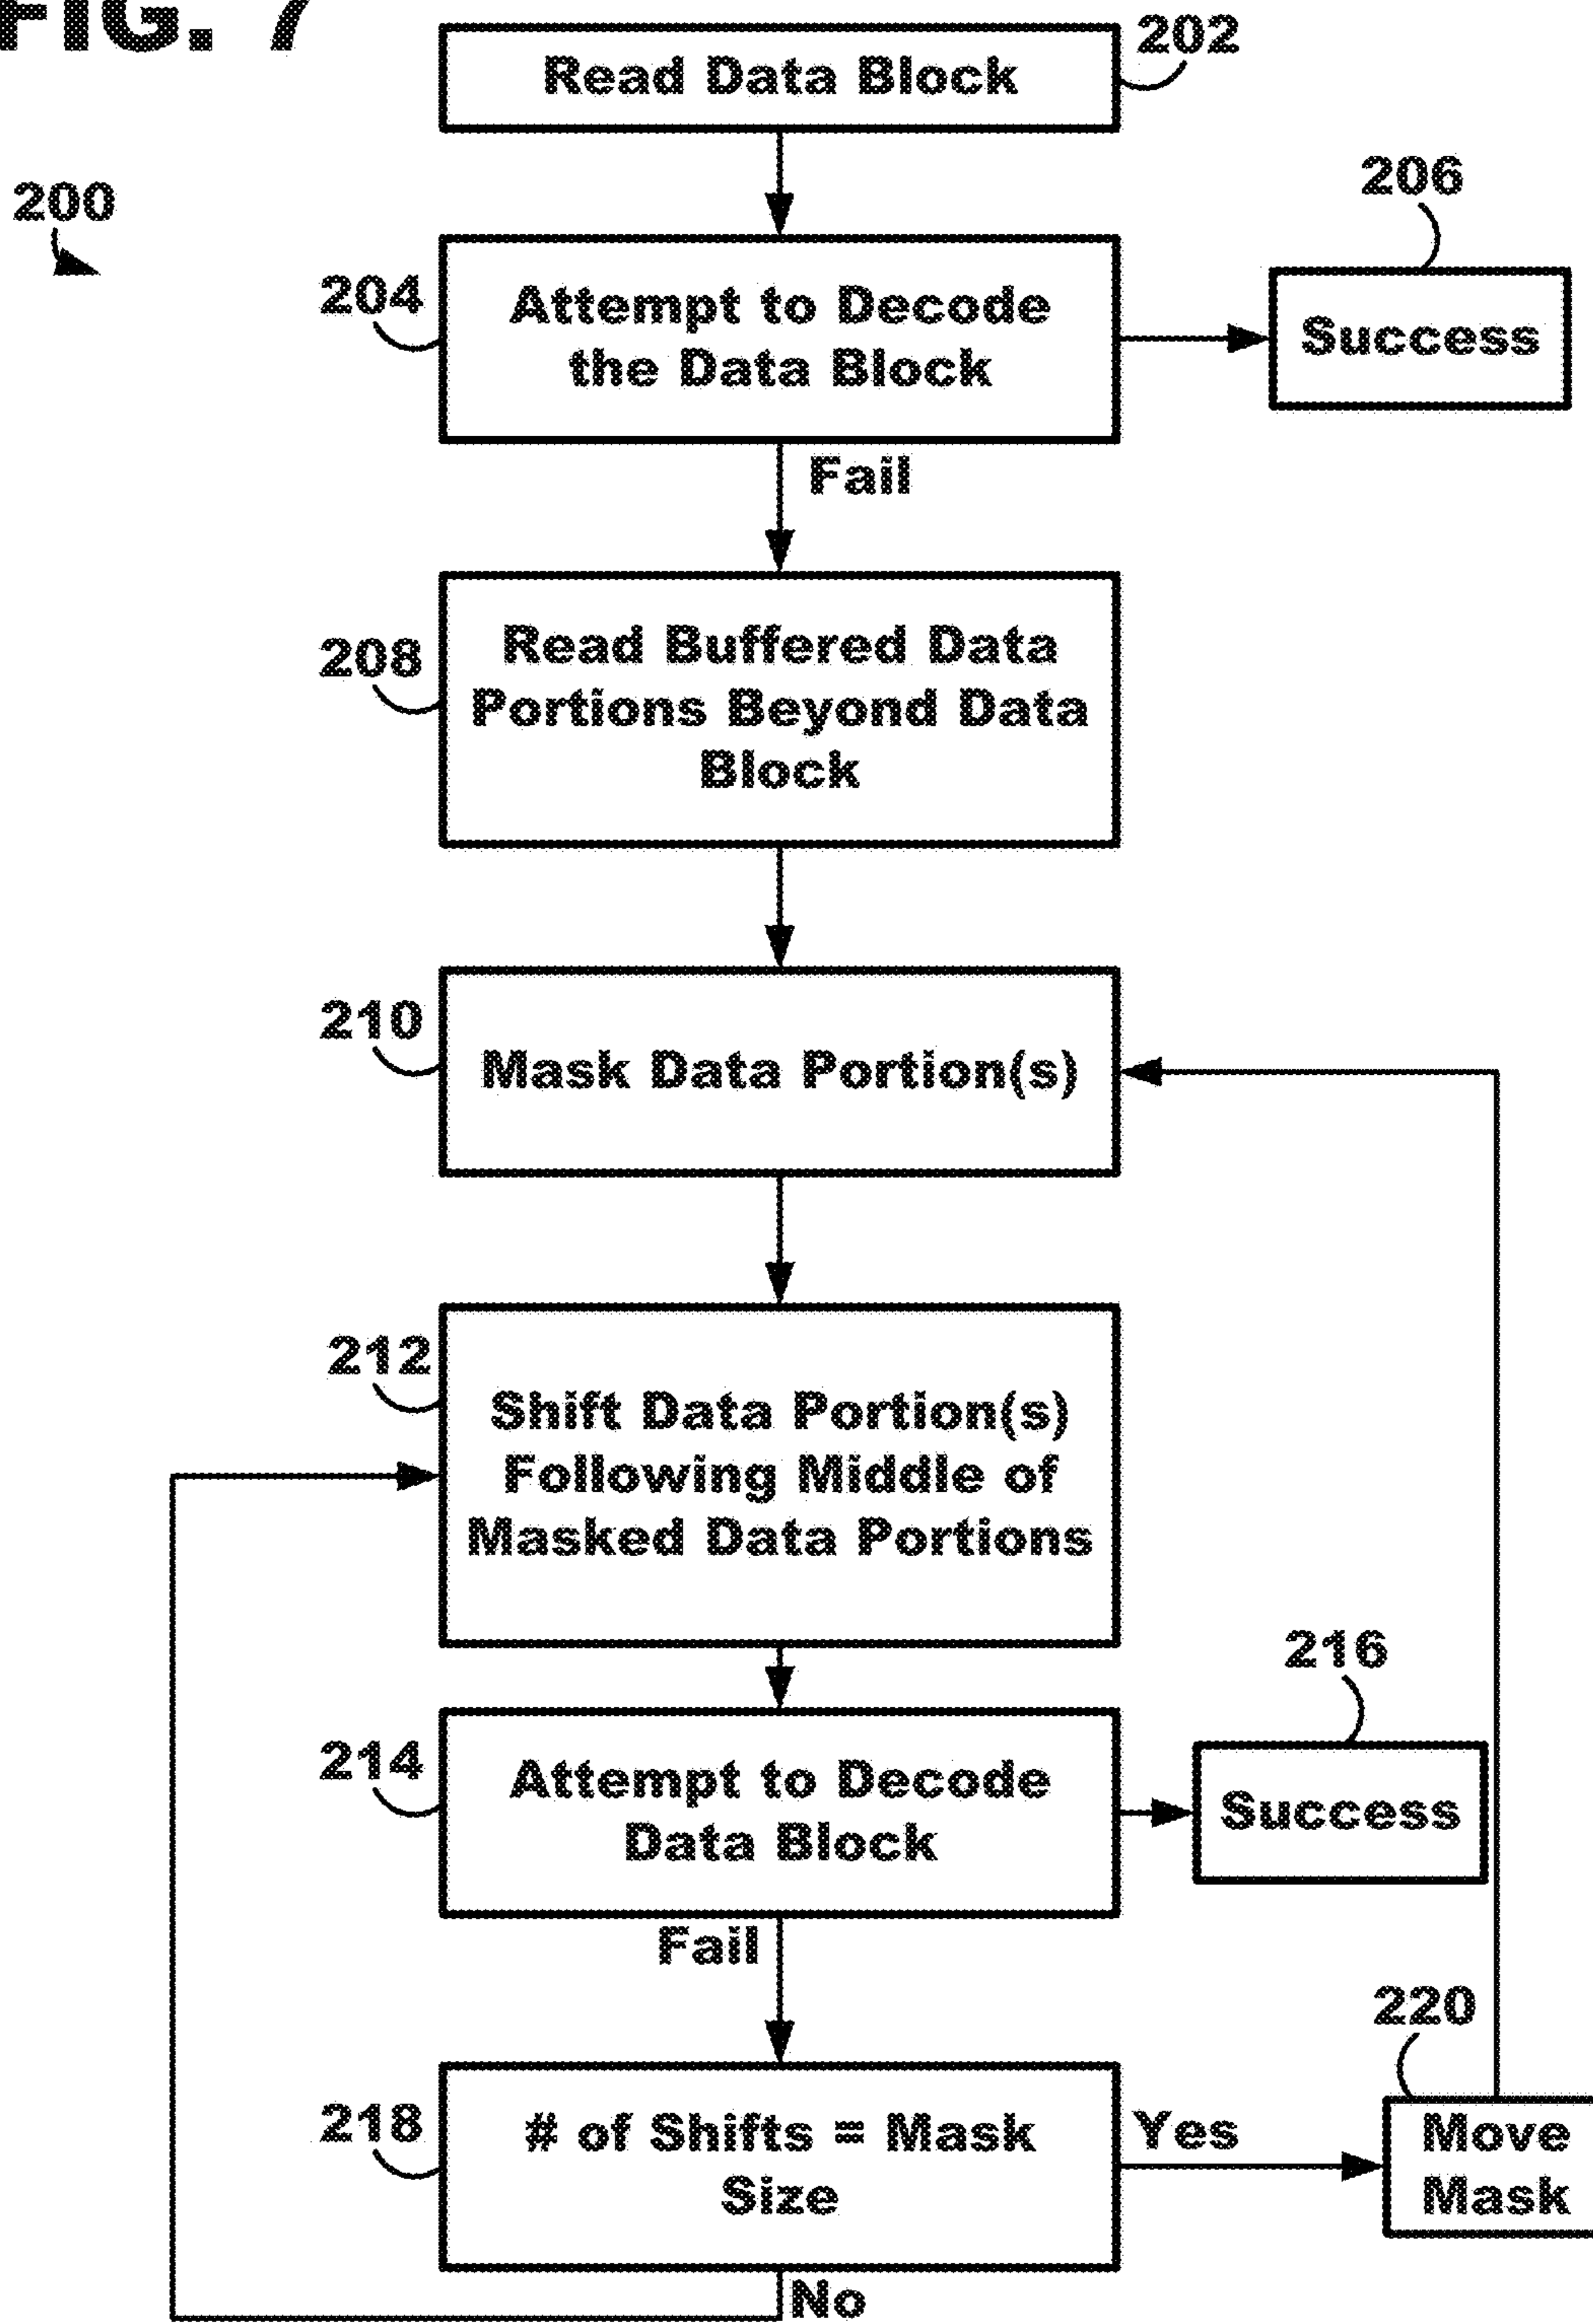 FIG. 7
Read Data Block
202
200
206
204
Attempt to Decode
the Data Block
Success
Fail
208
Read Buffered Data
Portions Beyond Data
Block
210
Mask Data Portion(s)
212
Shift Data Portion(s)
Following Middle of
Masked Data Portions
216
214
Attempt to Decode
Data Block
Success
Fail
220
218
# of Shifts = Mask
Size
Yes
Move
Mask
No